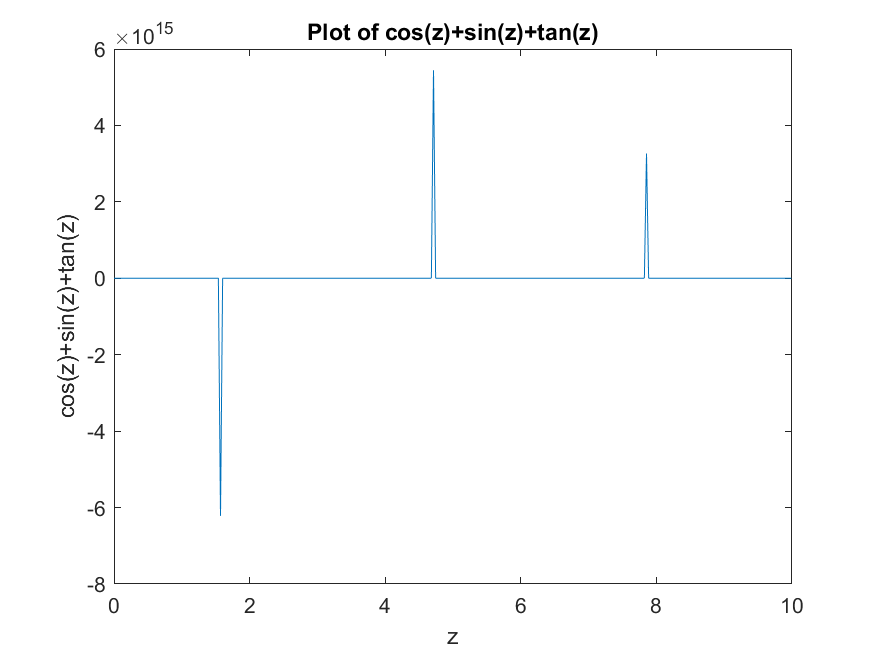 Plot of cos(z)+sin(z)+tan(z)
×10^15
6
4
2
0
-2
-4
-6
-8
cos(z)+sin(z)+tan(z)
0 2 4 6 8 10
z